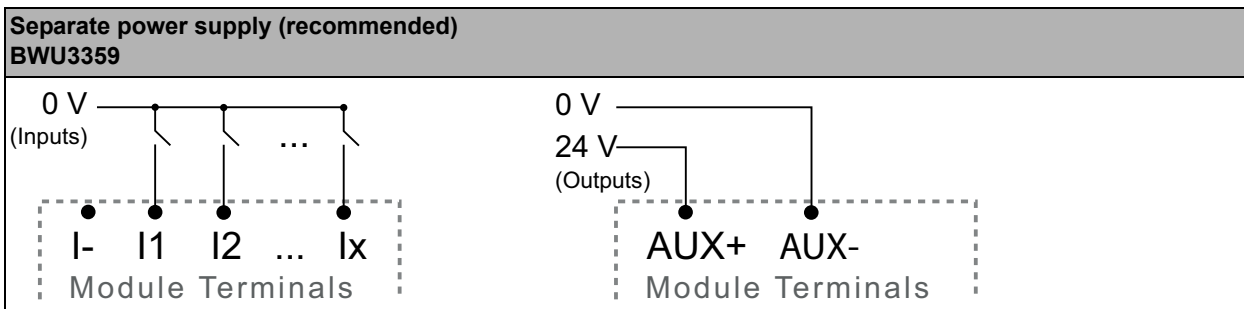 Separate power supply (recommended)
BWU3359
0 V
(Inputs)
...
I- I1 I2 ... Ix
Module Terminals
0 V
24 V
(Outputs)
AUX+ AUX-
Module Terminals